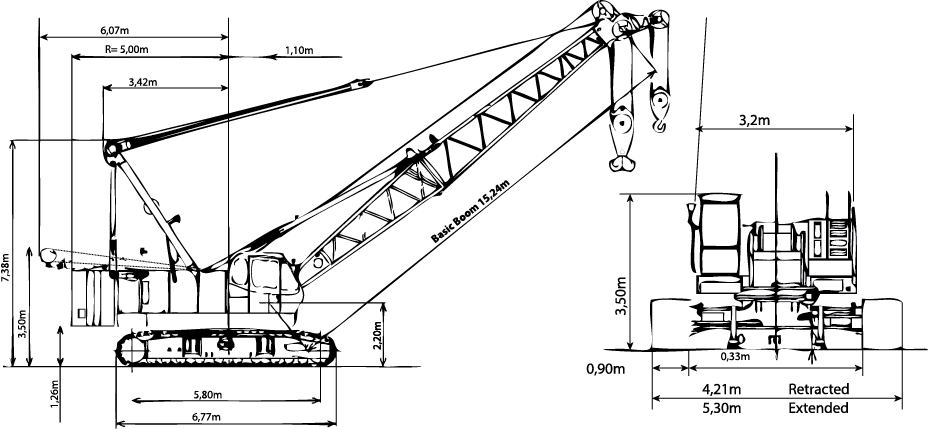 6,07m
R= 5,00m
1,10m
3,42m
Basic Boom 15,24m
7,38m
3,50m
1,26m
2,20m
5,80m
6,77m
3,2m
3,50m
0,33m
0,90m
4,21m Retracted
5,30m Extended